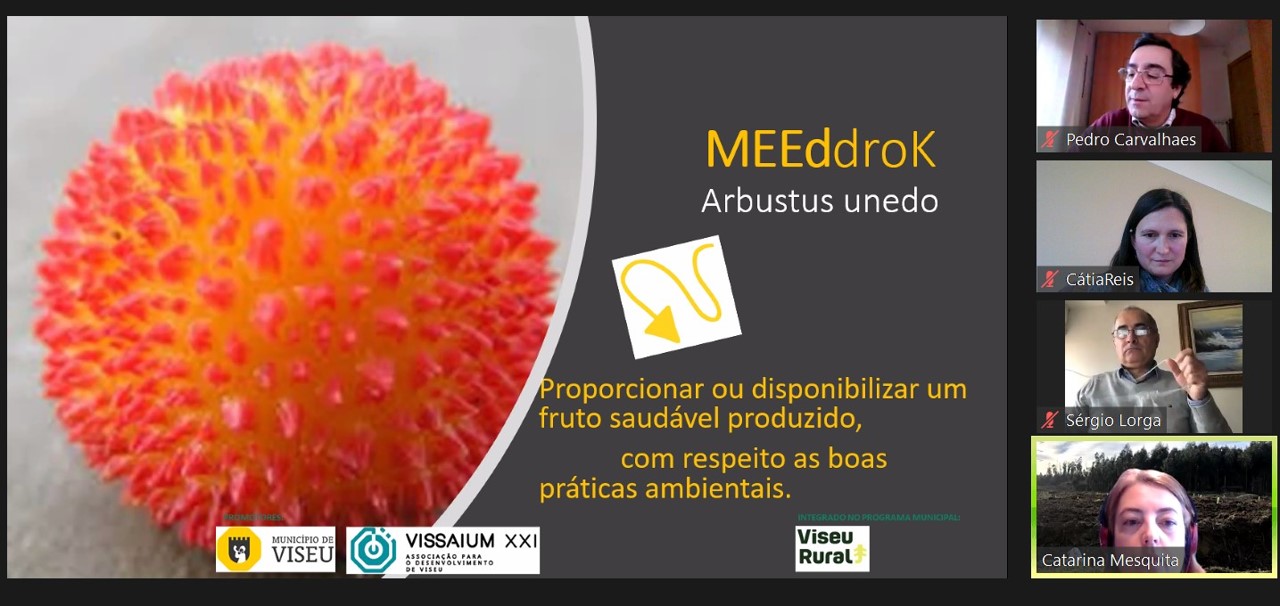 MEEddroK
Arbustus unedo
Proporcionar ou disponibilizar um
fruto saudável produzido,
com respeito as boas
práticas ambientais.
PROMOTORES:
MUNICÍPIO DE
VISEU
VISSAIUM XXI
ASSOCIAÇÃO PARA
O DESENVOLVIMENTO
DE VISEU
INTEGRADO NO PROGRAMA MUNICIPAL:
Viseu
Rural
Pedro Carvalhaes
CátiaReis
Sérgio Lorga
Catarina Mesquita